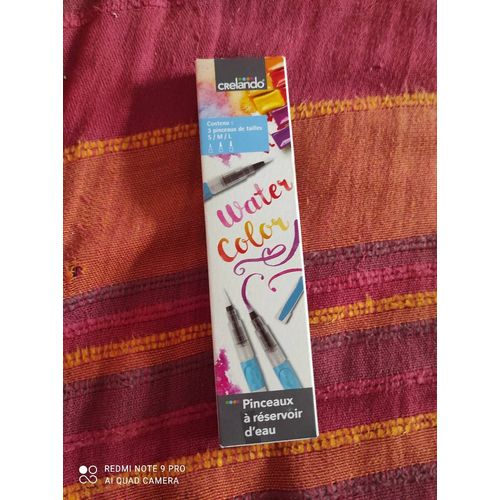 crelando
Contenu :
3 pinceaux de tailles
S / M / L
Water
Color
Pinceaux
à réservoir
d'eau
REDMI NOTE 9 PRO
AI QUAD CAMERA